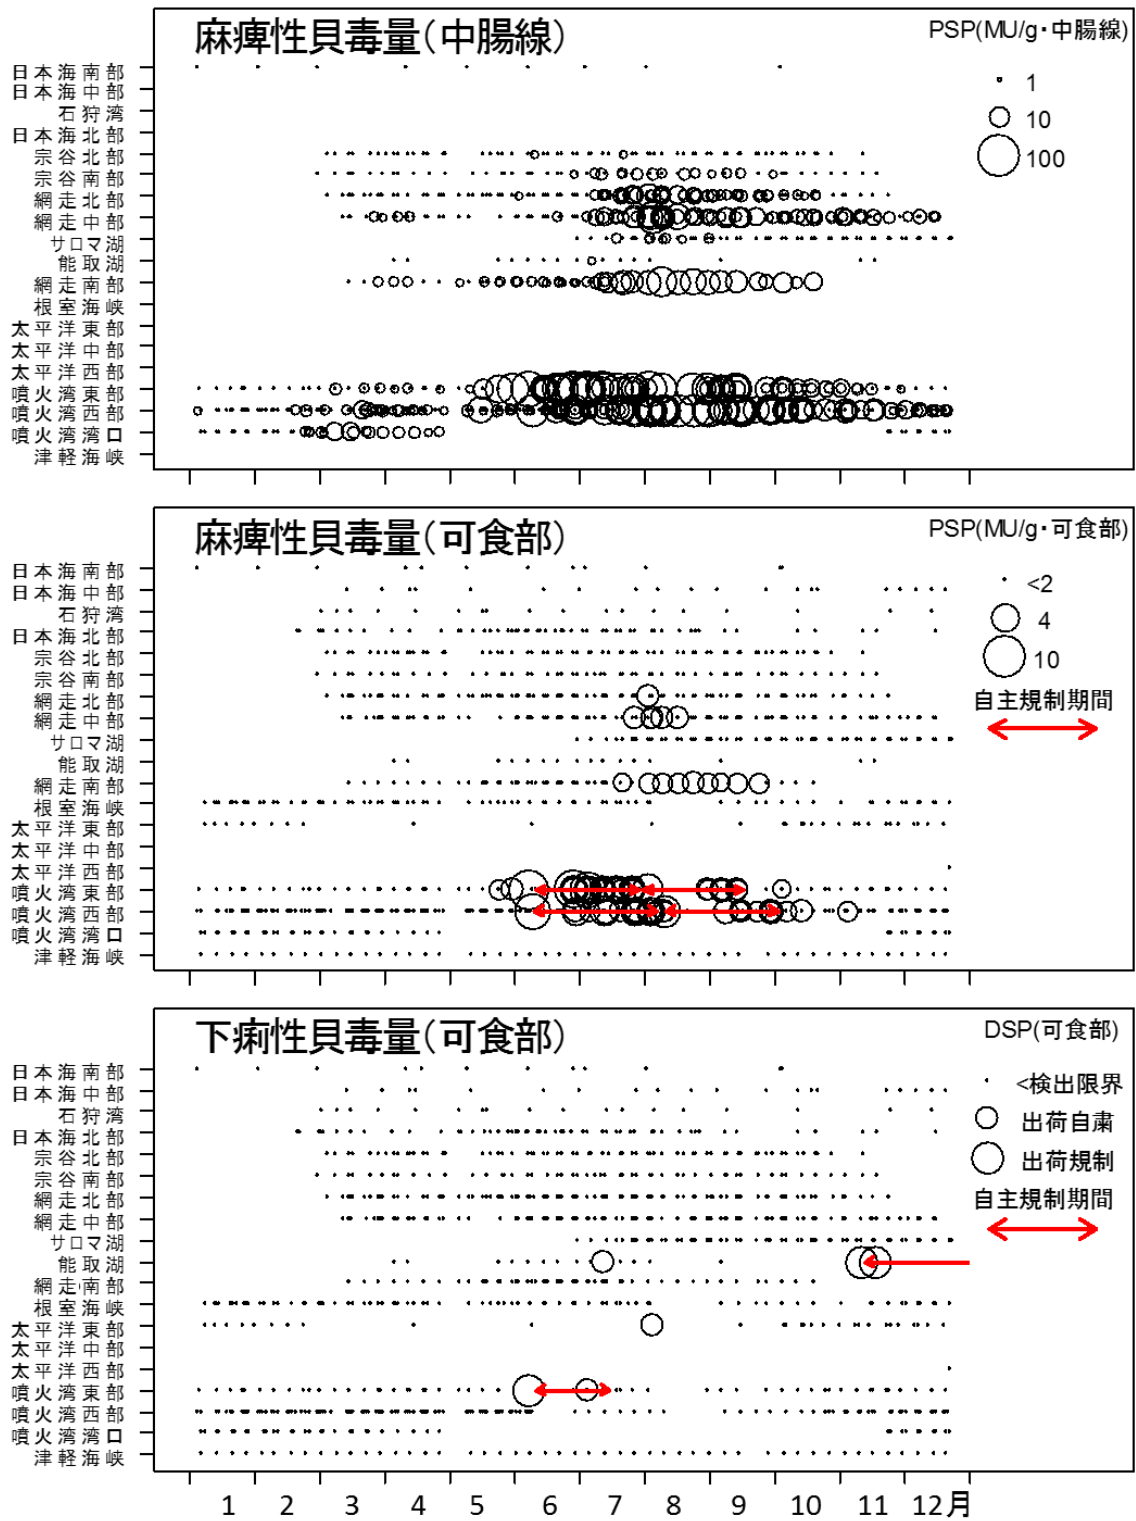 麻痺性貝毒量(中腸線)
PSP(MU/g・中腸線)
1
10
100
日本海南部
日本海中部
石狩湾
日本海北部
宗谷北部
宗谷南部
網走北部
網走中部
サロマ湖
能取湖
網走南部
根室海峡
太平洋東部
太平洋中部
太平洋西部
噴火湾東部
噴火湾西部
噴火湾湾口
津軽海峡
麻痺性貝毒量(可食部)
PSP(MU/g・可食部)
<2
4
10
自主規制期間
日本海南部
日本海中部
石狩湾
日本海北部
宗谷北部
宗谷南部
網走北部
網走中部
サロマ湖
能取湖
網走南部
根室海峡
太平洋東部
太平洋中部
太平洋西部
噴火湾東部
噴火湾西部
噴火湾湾口
津軽海峡
下痢性貝毒量(可食部)
DSP(可食部)
<検出限界
出荷自粛
出荷規制
自主規制期間
日本海南部
日本海中部
石狩湾
日本海北部
宗谷北部
宗谷南部
網走北部
網走中部
サロマ湖
能取湖
網走南部
根室海峡
太平洋東部
太平洋中部
太平洋西部
噴火湾東部
噴火湾西部
噴火湾湾口
津軽海峡
1 2 3 4 5 6 7 8 9 10 11 12月